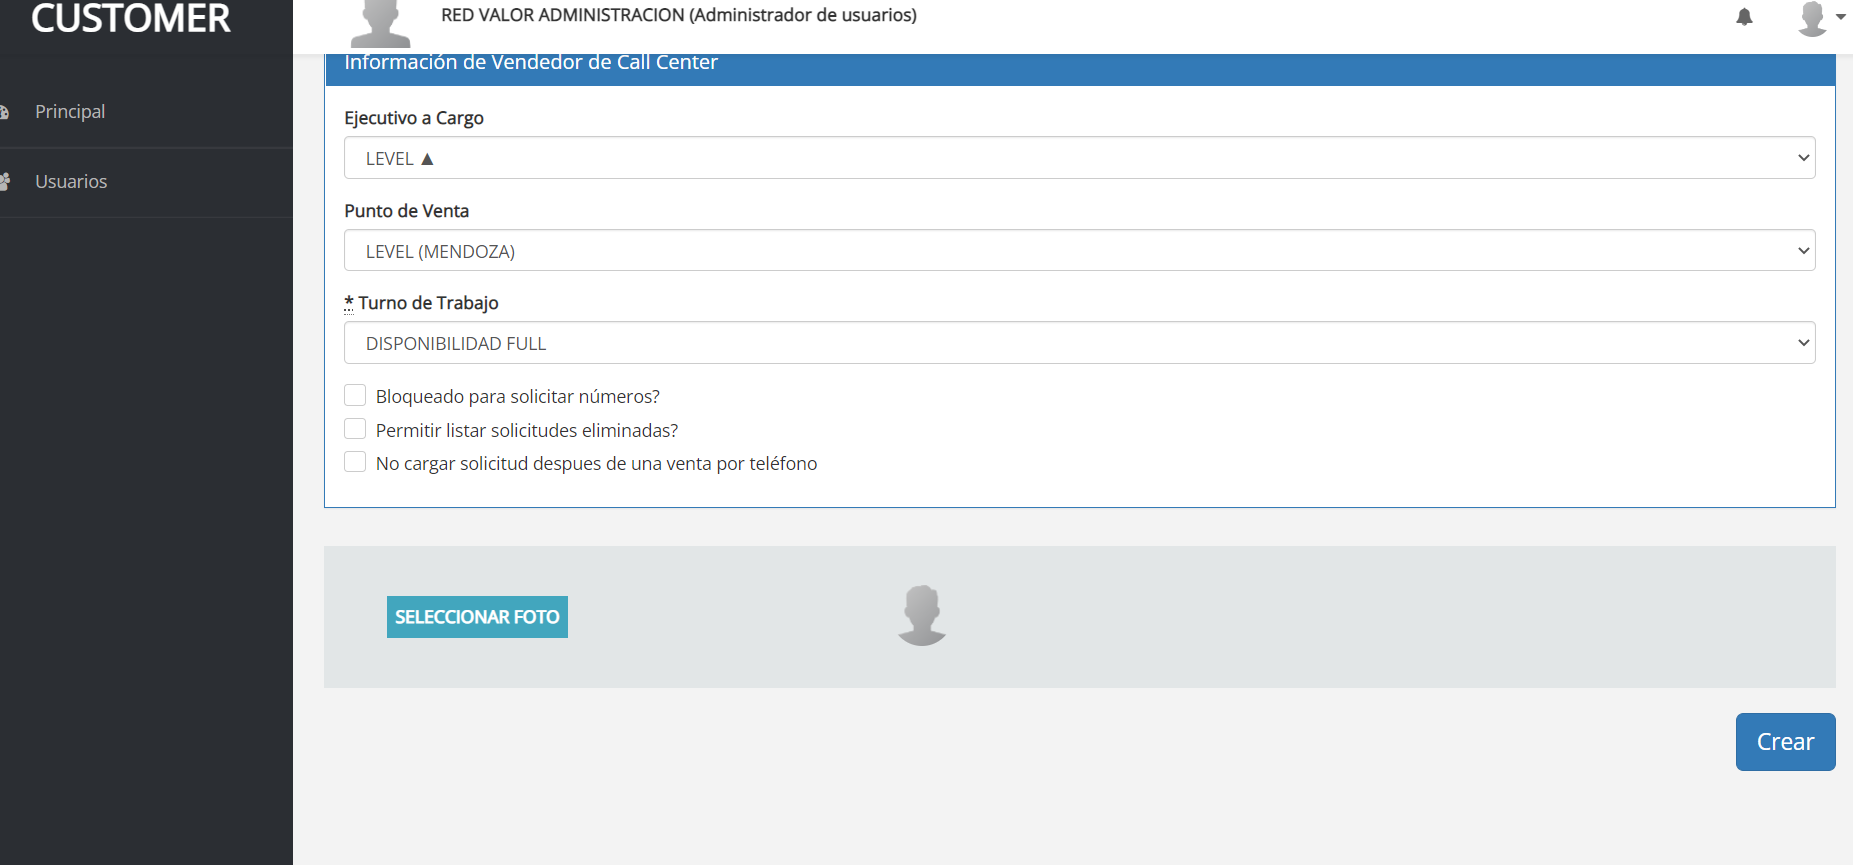 CUSTOMER
RED VALOR ADMINISTRACION (Administrador de usuarios)
Principal
Usuarios
Información de Vendedor de Call Center
Ejecutivo a Cargo
LEVEL ▲
Punto de Venta
LEVEL (MENDOZA)
* Turno de Trabajo
DISPONIBILIDAD FULL
Bloqueado para solicitar números?
Permitir listar solicitudes eliminadas?
No cargar solicitud despues de una venta por teléfono
SELECCIONAR FOTO
Crear